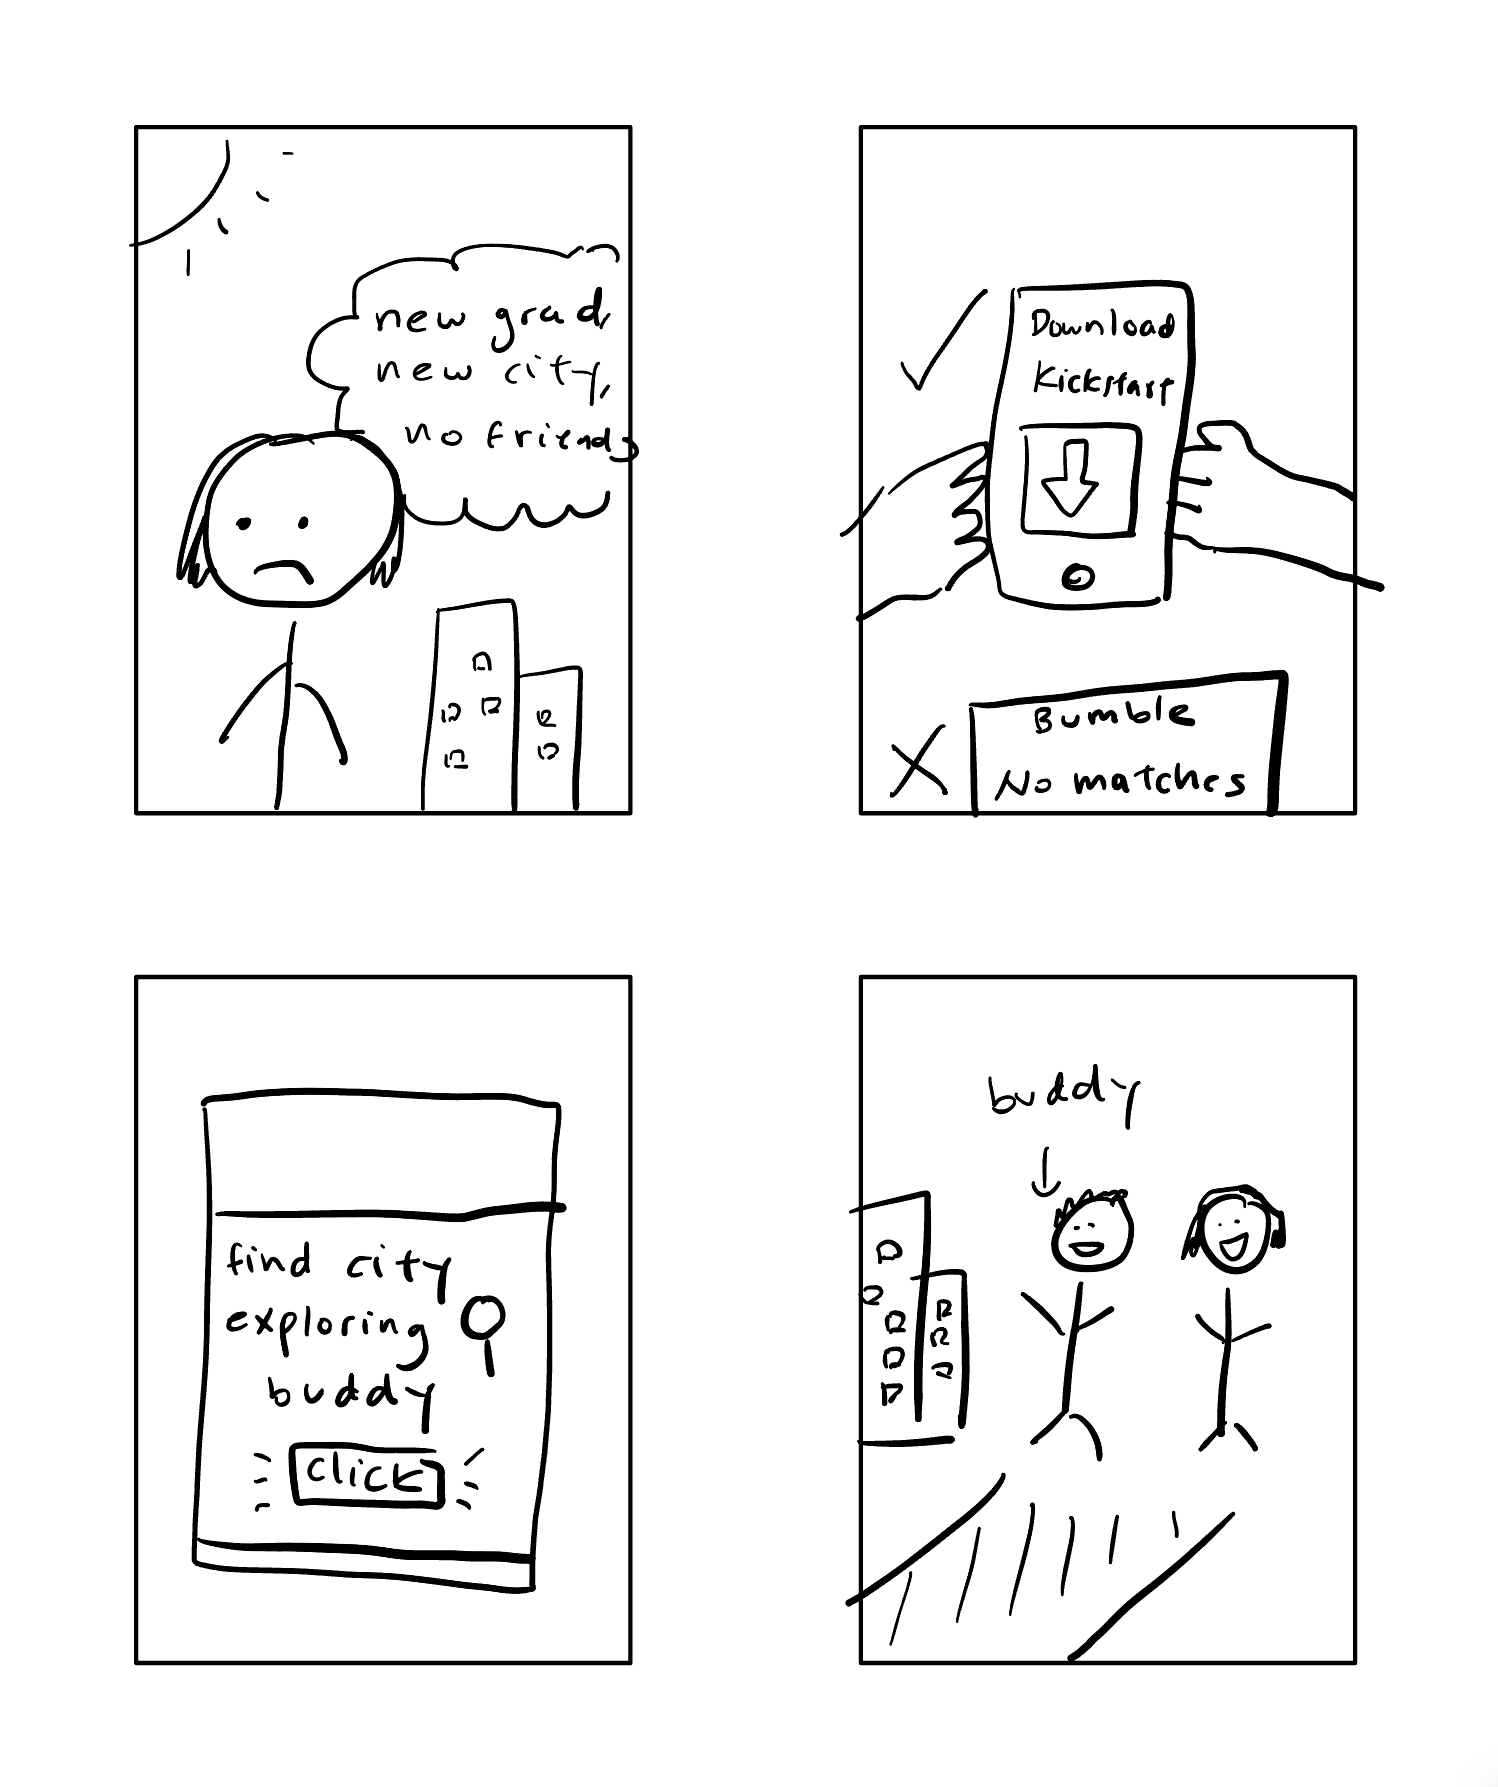 new grad,
new city,
no friends
Download
Kickstart
Bumble
No matches
find city
exploring
buddy
click
buddy